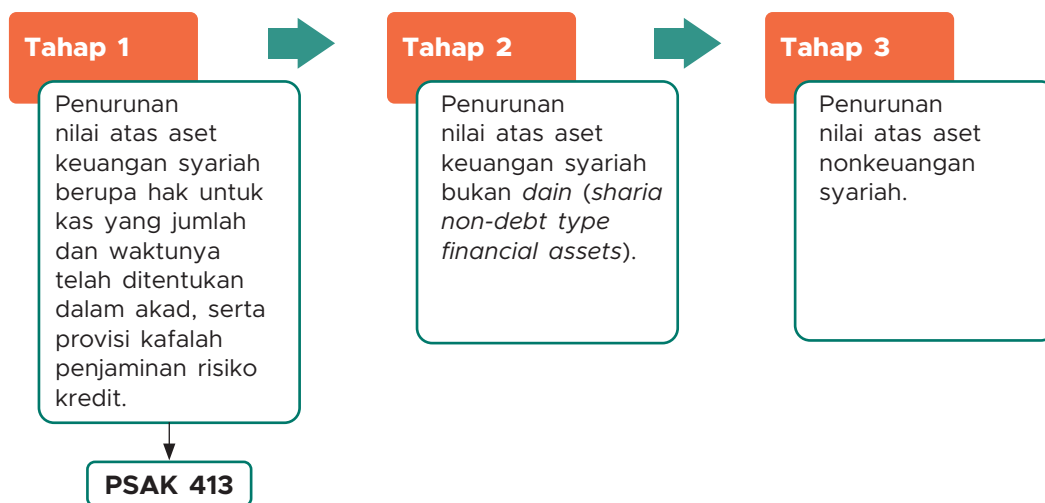 Tahap 1
Penurunan
nilai atas aset
keuangan syariah
berupa hak untuk
kas yang jumlah
dan waktunya
telah ditentukan
dalam akad, serta
provisi kafalah
penjaminan risiko
kredit.
PSAK 413
Tahap 2
Penurunan
nilai atas aset
keuangan syariah
bukan dain (sharia
non-debt type
financial assets).
Tahap 3
Penurunan
nilai atas aset
nonkeuangan
syariah.